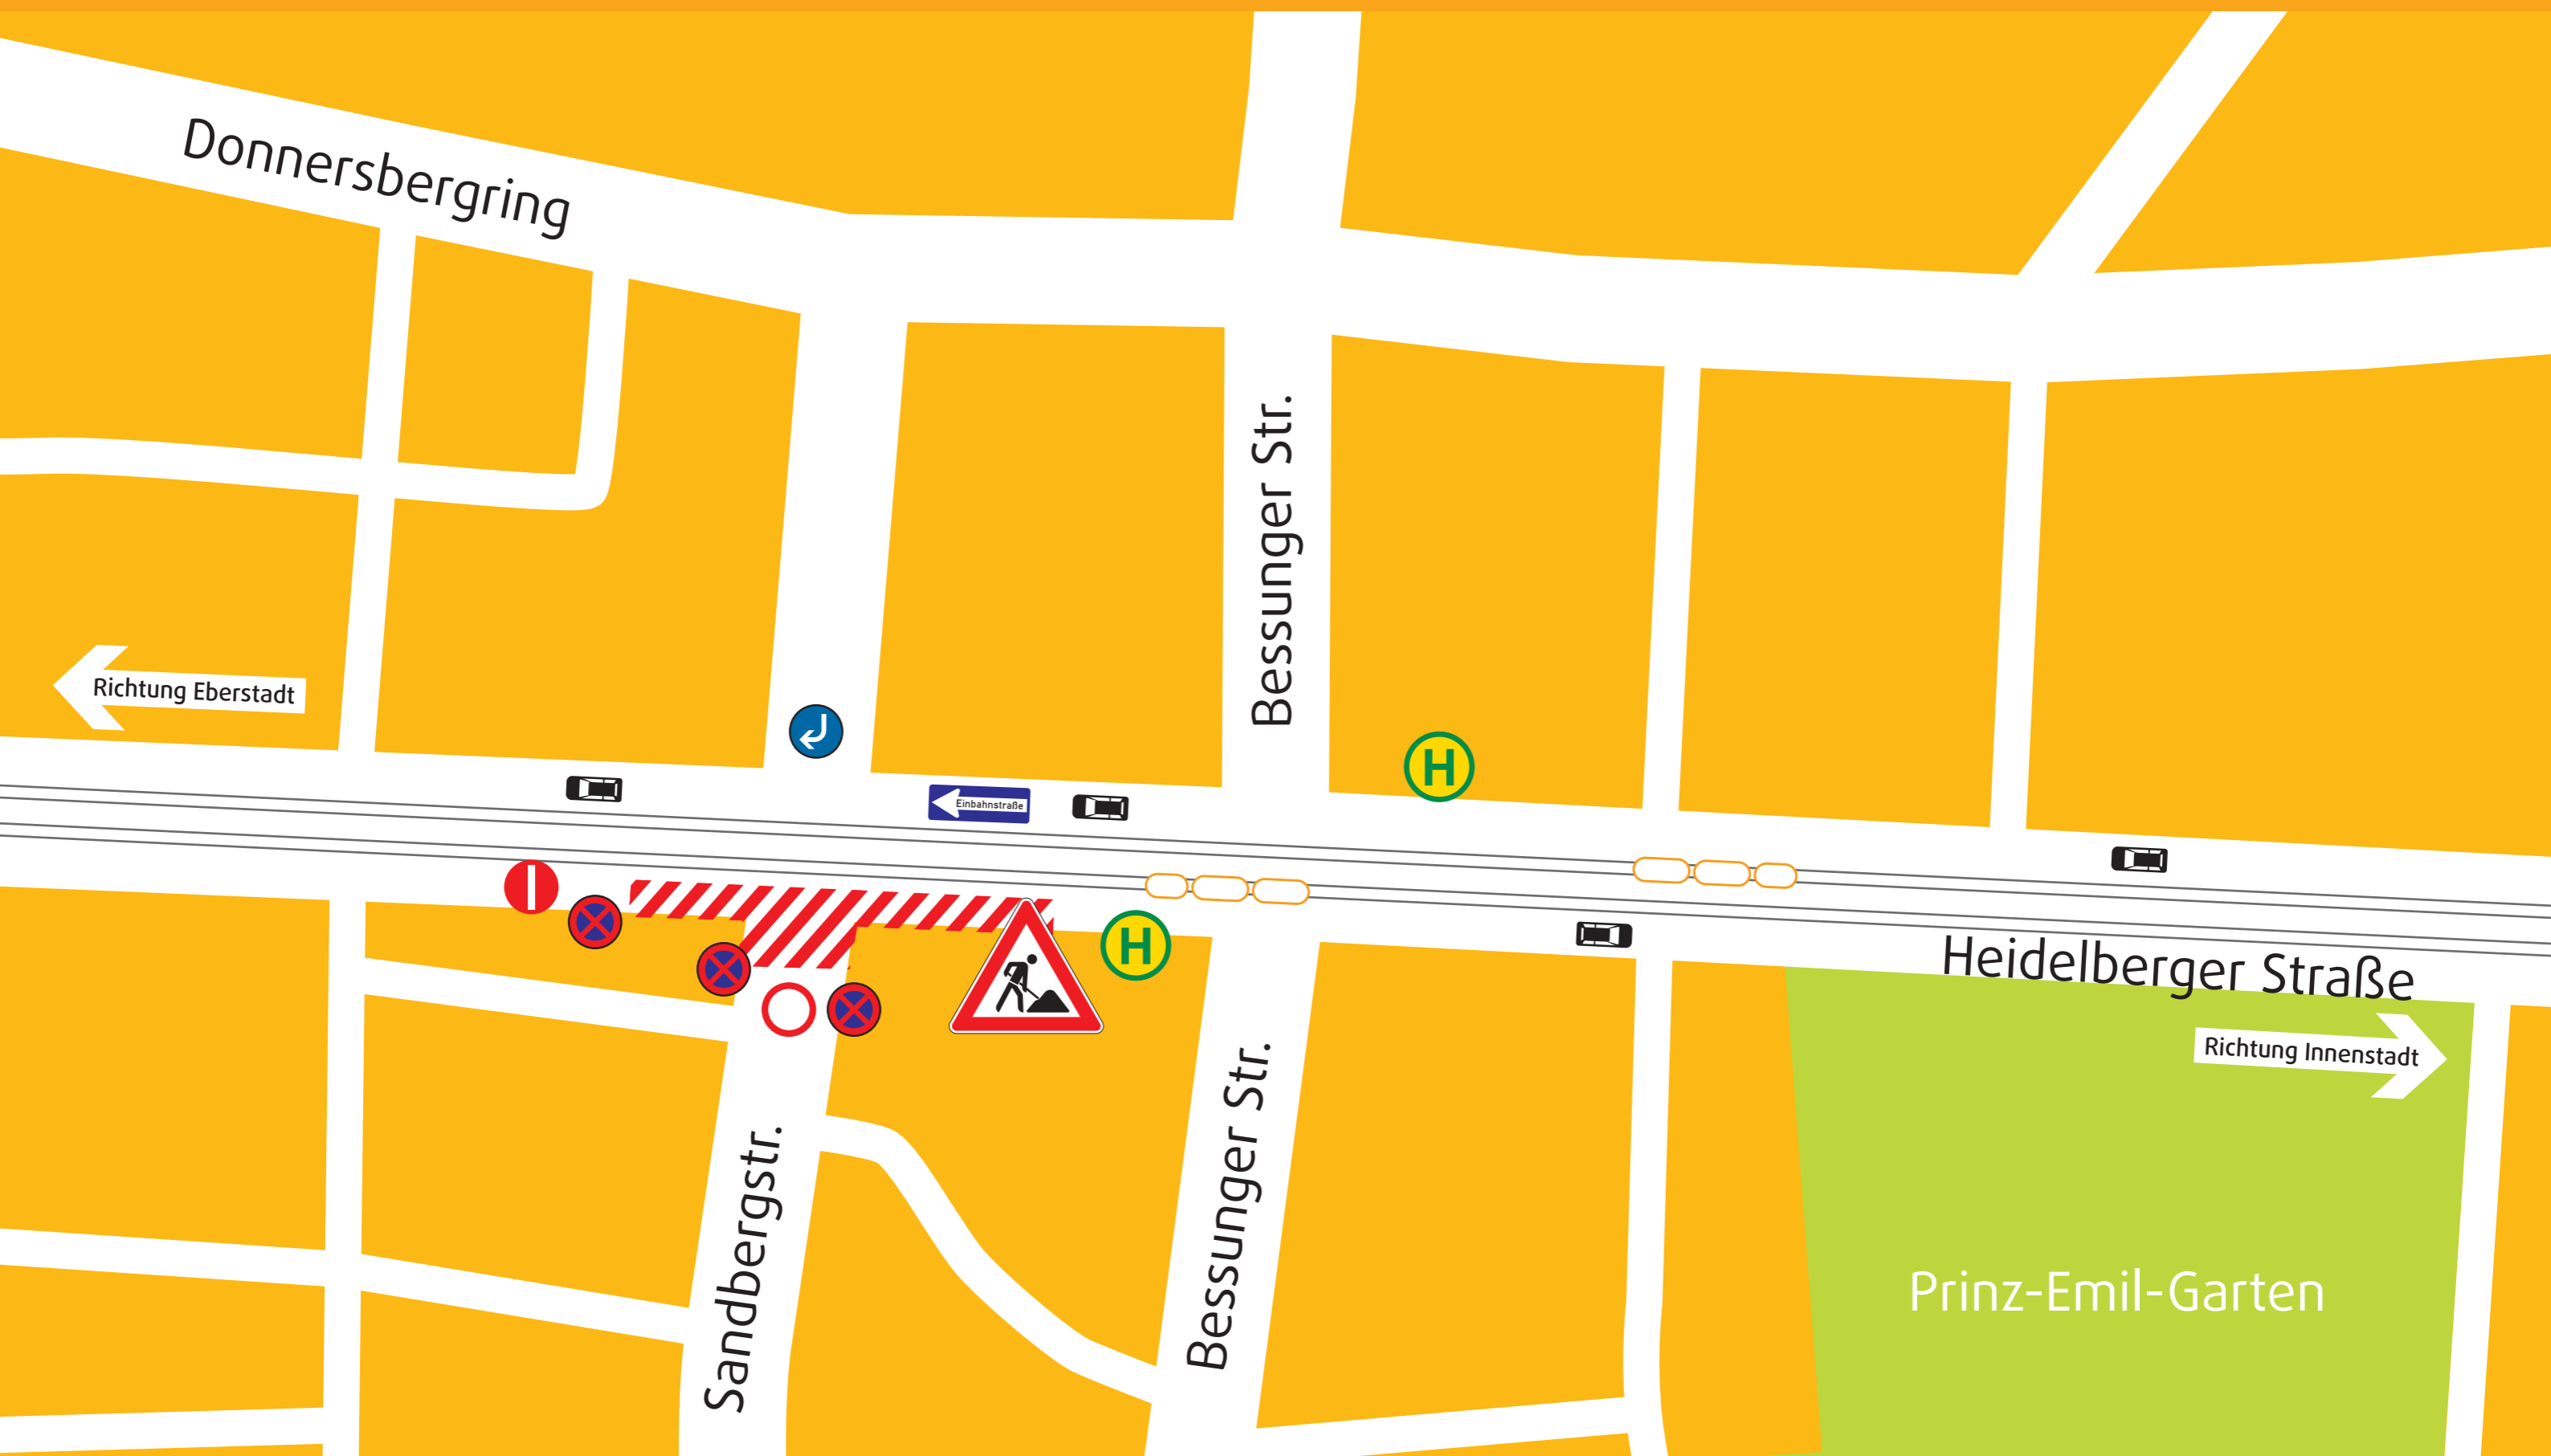 Donnersbergring
Bessunger Str.
Richtung Eberstadt
H
Einbahnstraße
H
Heidelberger Straße
Richtung Innenstadt
Sandbergstr.
Bessunger Str.
Prinz-Emil-Garten